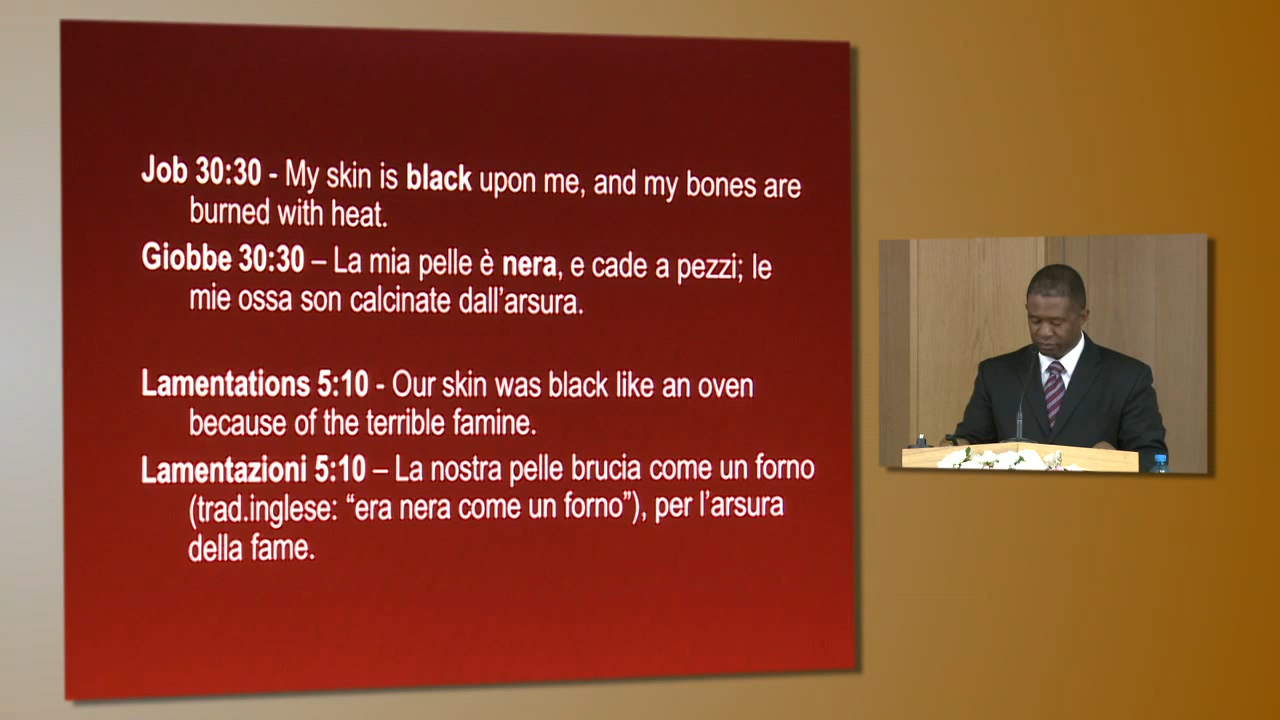 Job 30:30 - My skin is black upon me, and my bones are
burned with heat.
Giobbe 30:30 – La mia pelle è nera, e cade a pezzi; le
mie ossa son calcinate dall’arsura.
Lamentations 5:10 - Our skin was black like an oven
because of the terrible famine.
Lamentazioni 5:10 – La nostra pelle brucia come un forno
(trad.inglese: “era nera come un forno”), per l’arsura
della fame.